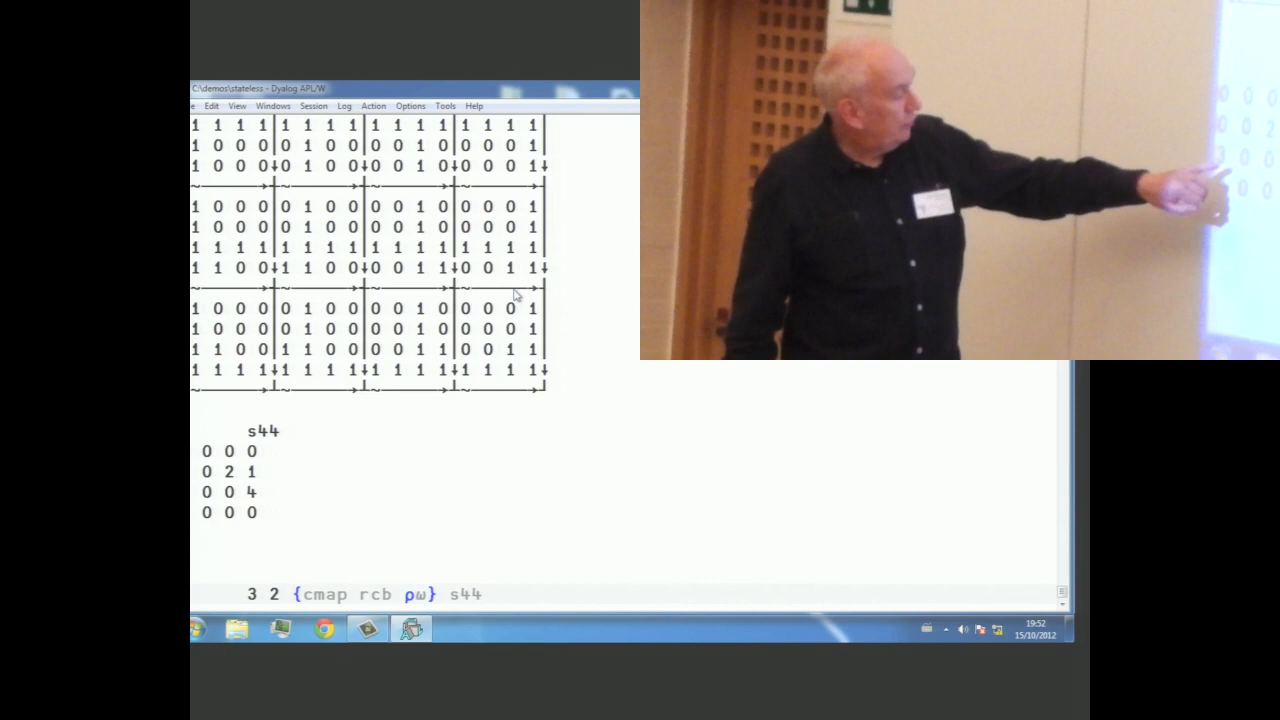 C:\demos\stateless - Dyalog APL/W
Edit View Windows Session Log Action Options Tools Help
1 1 1 1│1 1 1 1│1 1 1 1│1 1 1 1│
1 0 0 0│0 1 0 0│0 0 1 0│0 0 0 1│
1 0 0 0↓0 1 0 0↓0 0 1 0↓0 0 0 1↓
~──────→┼~──────→┼~──────→┼~──────→┤
1 0 0 0│0 1 0 0│0 0 1 0│0 0 0 1│
1 0 0 0│0 1 0 0│0 0 1 0│0 0 0 1│
1 1 1 1│1 1 1 1│1 1 1 1│1 1 1 1│
1 1 0 0↓1 1 0 0↓0 0 1 1↓0 0 1 1↓
~──────→┼~──────→┼~──────→┼~──────→┤
1 0 0 0│0 1 0 0│0 0 1 0│0 0 0 1│
1 0 0 0│0 1 0 0│0 0 1 0│0 0 0 1│
1 1 0 0│1 1 0 0│0 0 1 1│0 0 1 1│
1 1 1 1↓1 1 1 1↓1 1 1 1↓1 1 1 1↓
~──────→┴~──────→┴~──────→┴~──────→┘
s44
0 0 0
0 2 1
0 0 4
0 0 0
3 2 {cmap rcb ⍴⍵} s44
19:52
15/10/2012
0 0 0
0 0 2
3 0 0
0 0